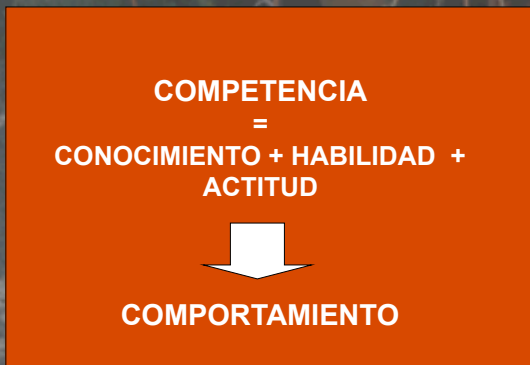 COMPETENCIA
=
CONOCIMIENTO + HABILIDAD +
ACTITUD
COMPORTAMIENTO